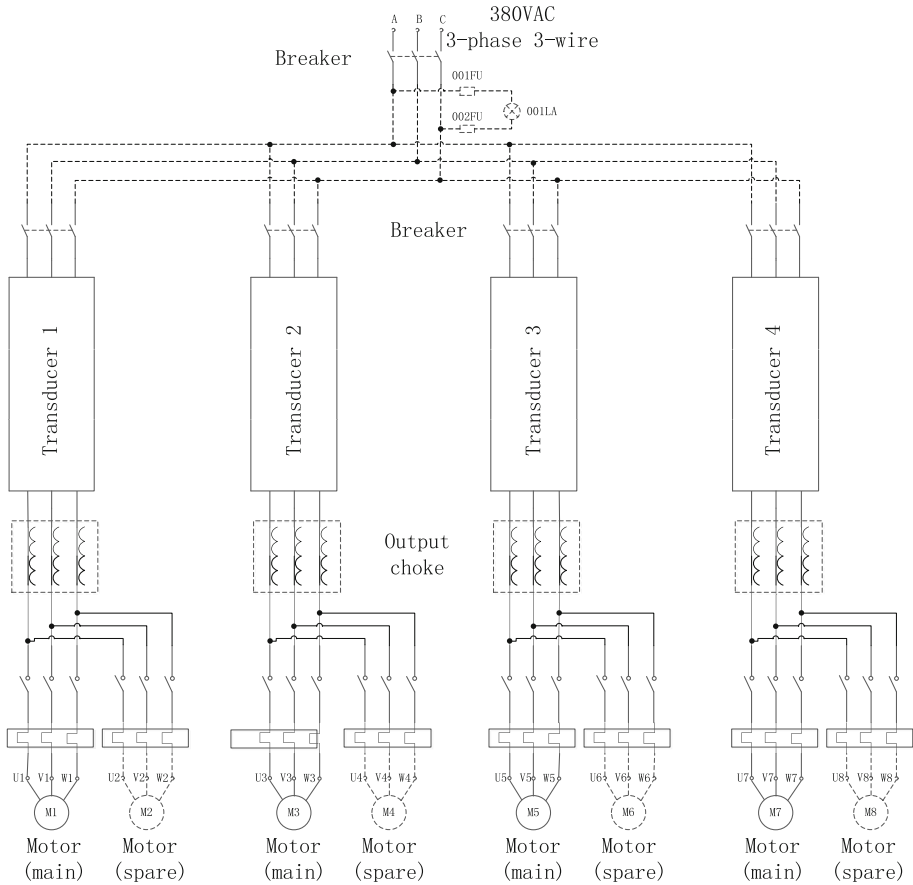 380VAC
A B C
3-phase 3-wire
Breaker
001FU
002FU
001LA
Breaker
Transducer 1
Transducer 2
Transducer 3
Transducer 4
Output
choke
U1 V1 W1 U2 V2 W2 U3 V3 W3 U4 V4 W4 U5 V5 W5 U6 V6 W6 U7 V7 W7 U8 V8 W8
M1 M2 M3 M4 M5 M6 M7 M8
Motor Motor Motor Motor Motor Motor Motor Motor
(main) (spare) (main) (spare) (main) (spare) (main) (spare)